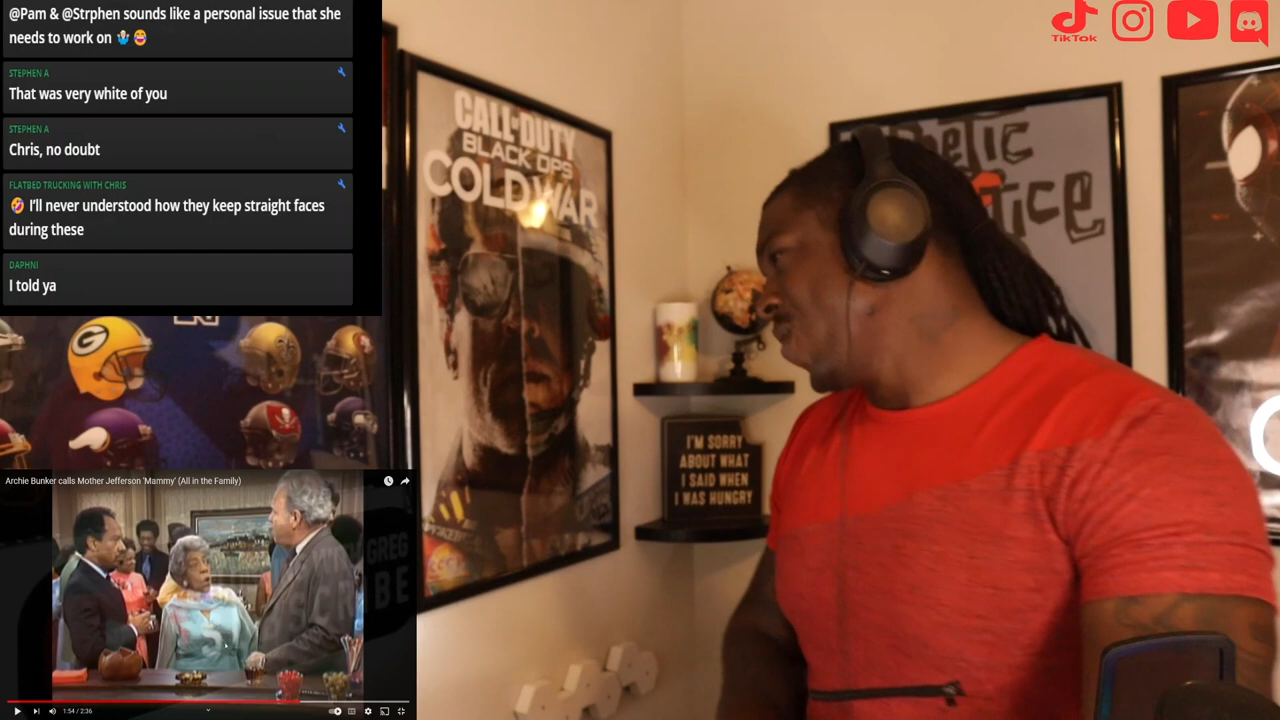 @Pam & @Strphen sounds like a personal issue that she
needs to work on 🤷🏻‍♂️ 😂
STEPHEN A
That was very white of you
STEPHEN A
Chris, no doubt
FLATBED TRUCKING WITH CHRIS
🤣 I'll never understood how they keep straight faces
during these
DAPHNI
I told ya
Archie Bunker calls Mother Jefferson 'Mammy' (All in the Family)
1:54 / 2:36
GREG
CALL OF DUTY
BLACK OPS
COLD WAR
I'M SORRY
ABOUT WHAT
I SAID WHEN
I WAS HUNGRY
TikTok